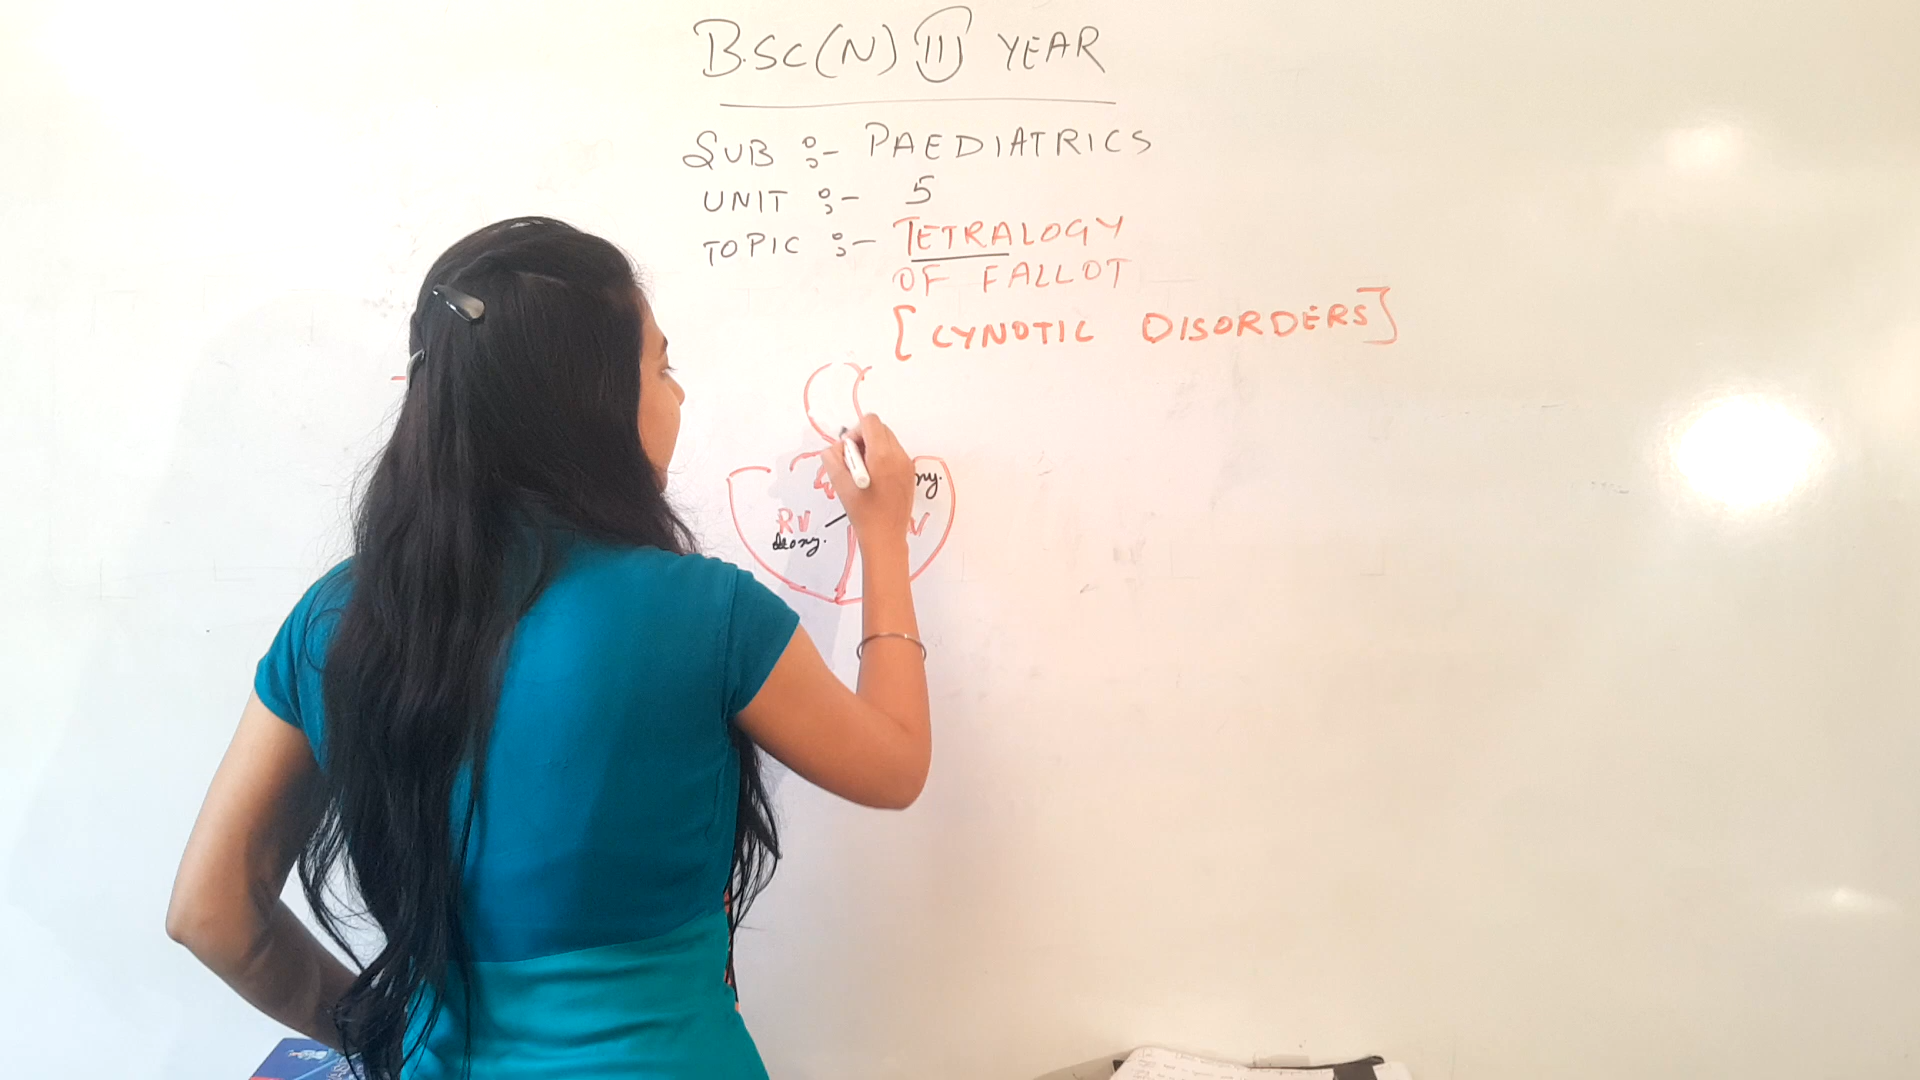 B.SC(N) III YEAR
SUB :- PAEDIATRICS
UNIT :- 5
TOPIC :- TETRALOGY
OF FALLOT
[CYNOTIC DISORDERS]
RV
deoxy.
V